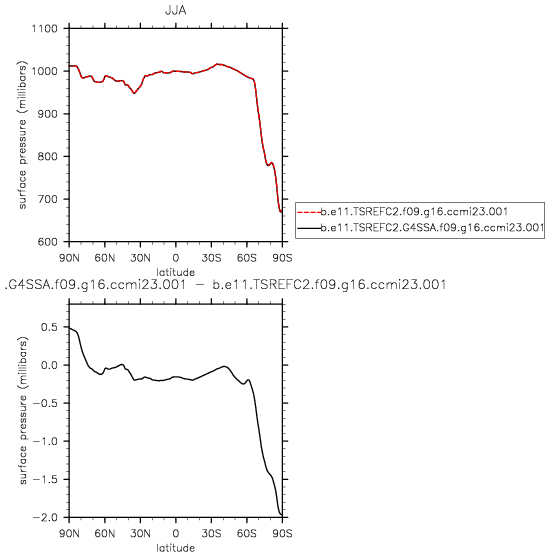 JJA
1100
1000
900
800
700
600
surface pressure (millibars)
90N 60N 30N 0 30S 60S 90S
latitude
b.e11.TSREFC2.f09.g16.ccmi23.001
b.e11.TSREFC2.G4SSA.f09.g16.ccmi23.001
.G4SSA.f09.g16.ccmi23.001 − b.e11.TSREFC2.f09.g16.ccmi23.001
0.5
0.0
−0.5
−1.0
−1.5
−2.0
surface pressure (millibars)
90N 60N 30N 0 30S 60S 90S
latitude